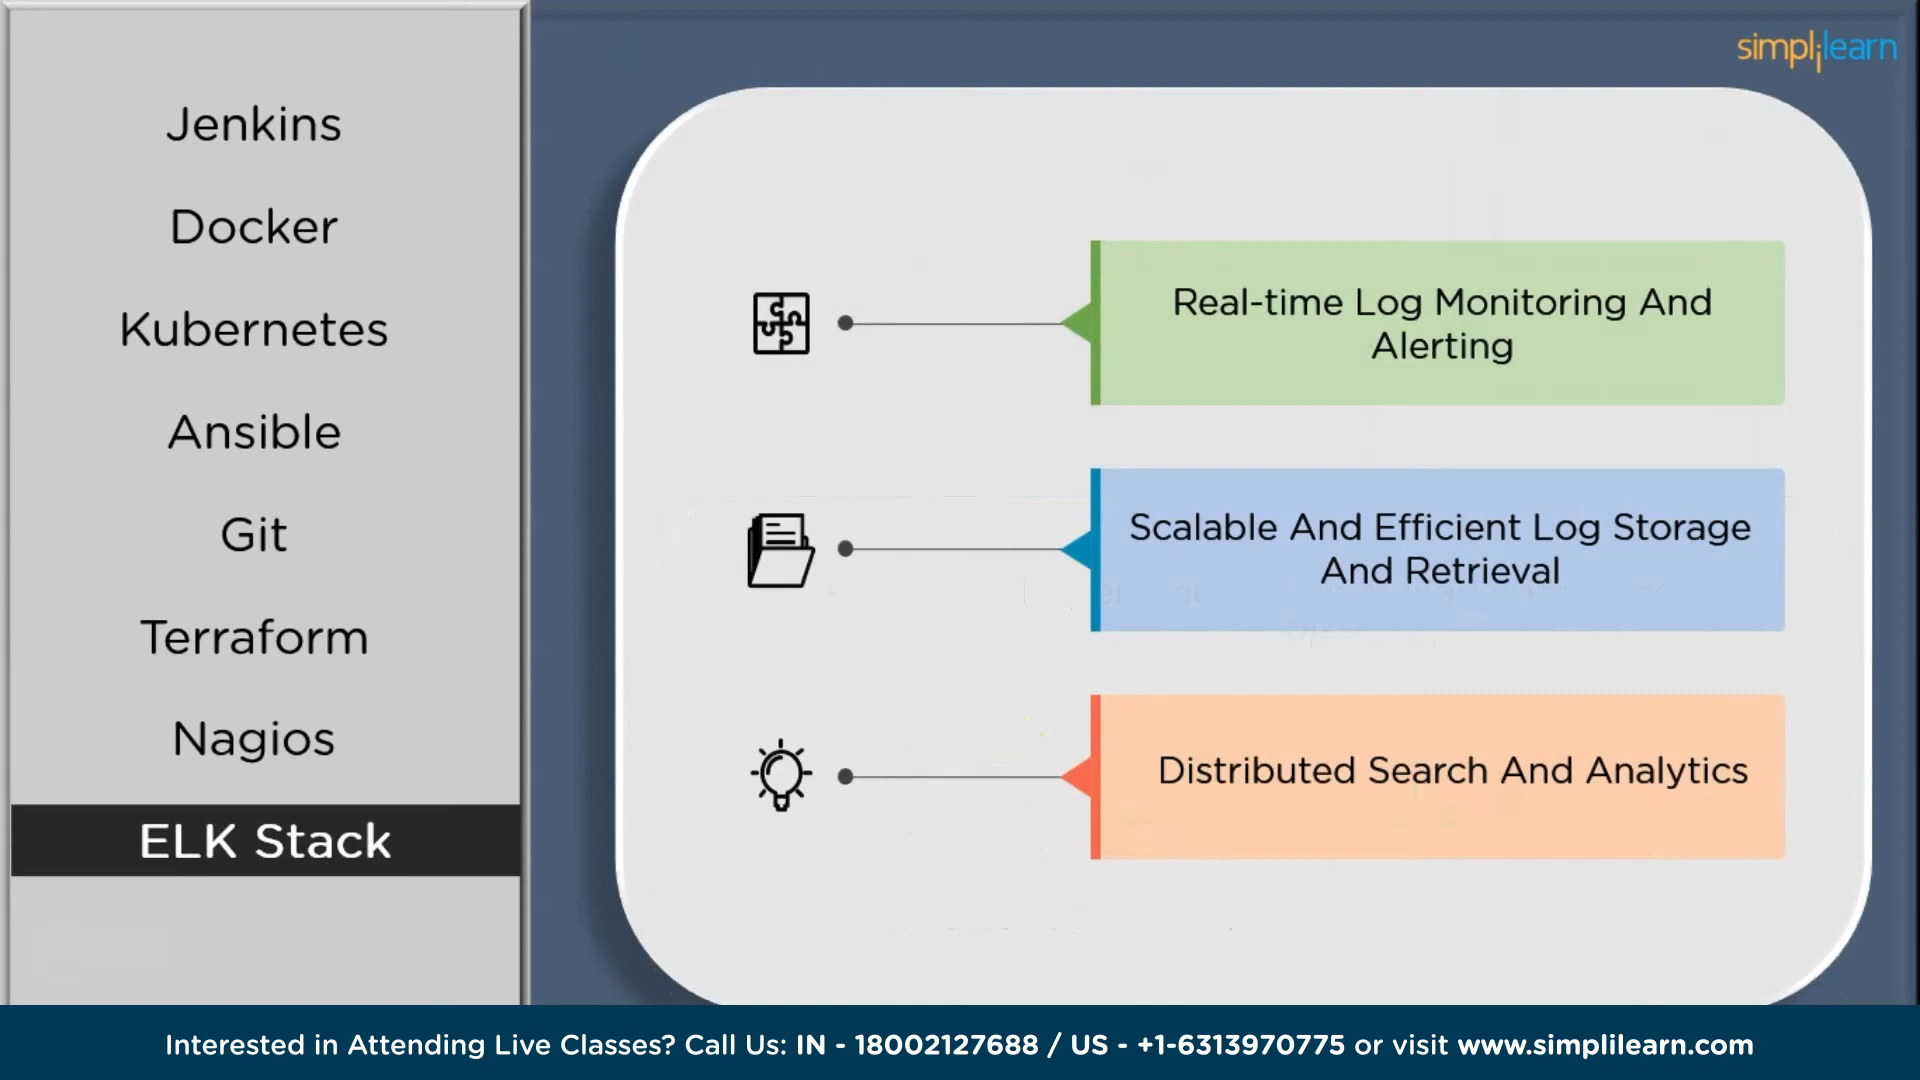 simplilearn
Jenkins
Docker
Kubernetes
Ansible
Git
Terraform
Nagios
ELK Stack
Real-time Log Monitoring And
Alerting
Scalable And Efficient Log Storage
And Retrieval
Distributed Search And Analytics
Interested in Attending Live Classes? Call Us: IN - 18002127688 / US - +1-6313970775 or visit www.simplilearn.com